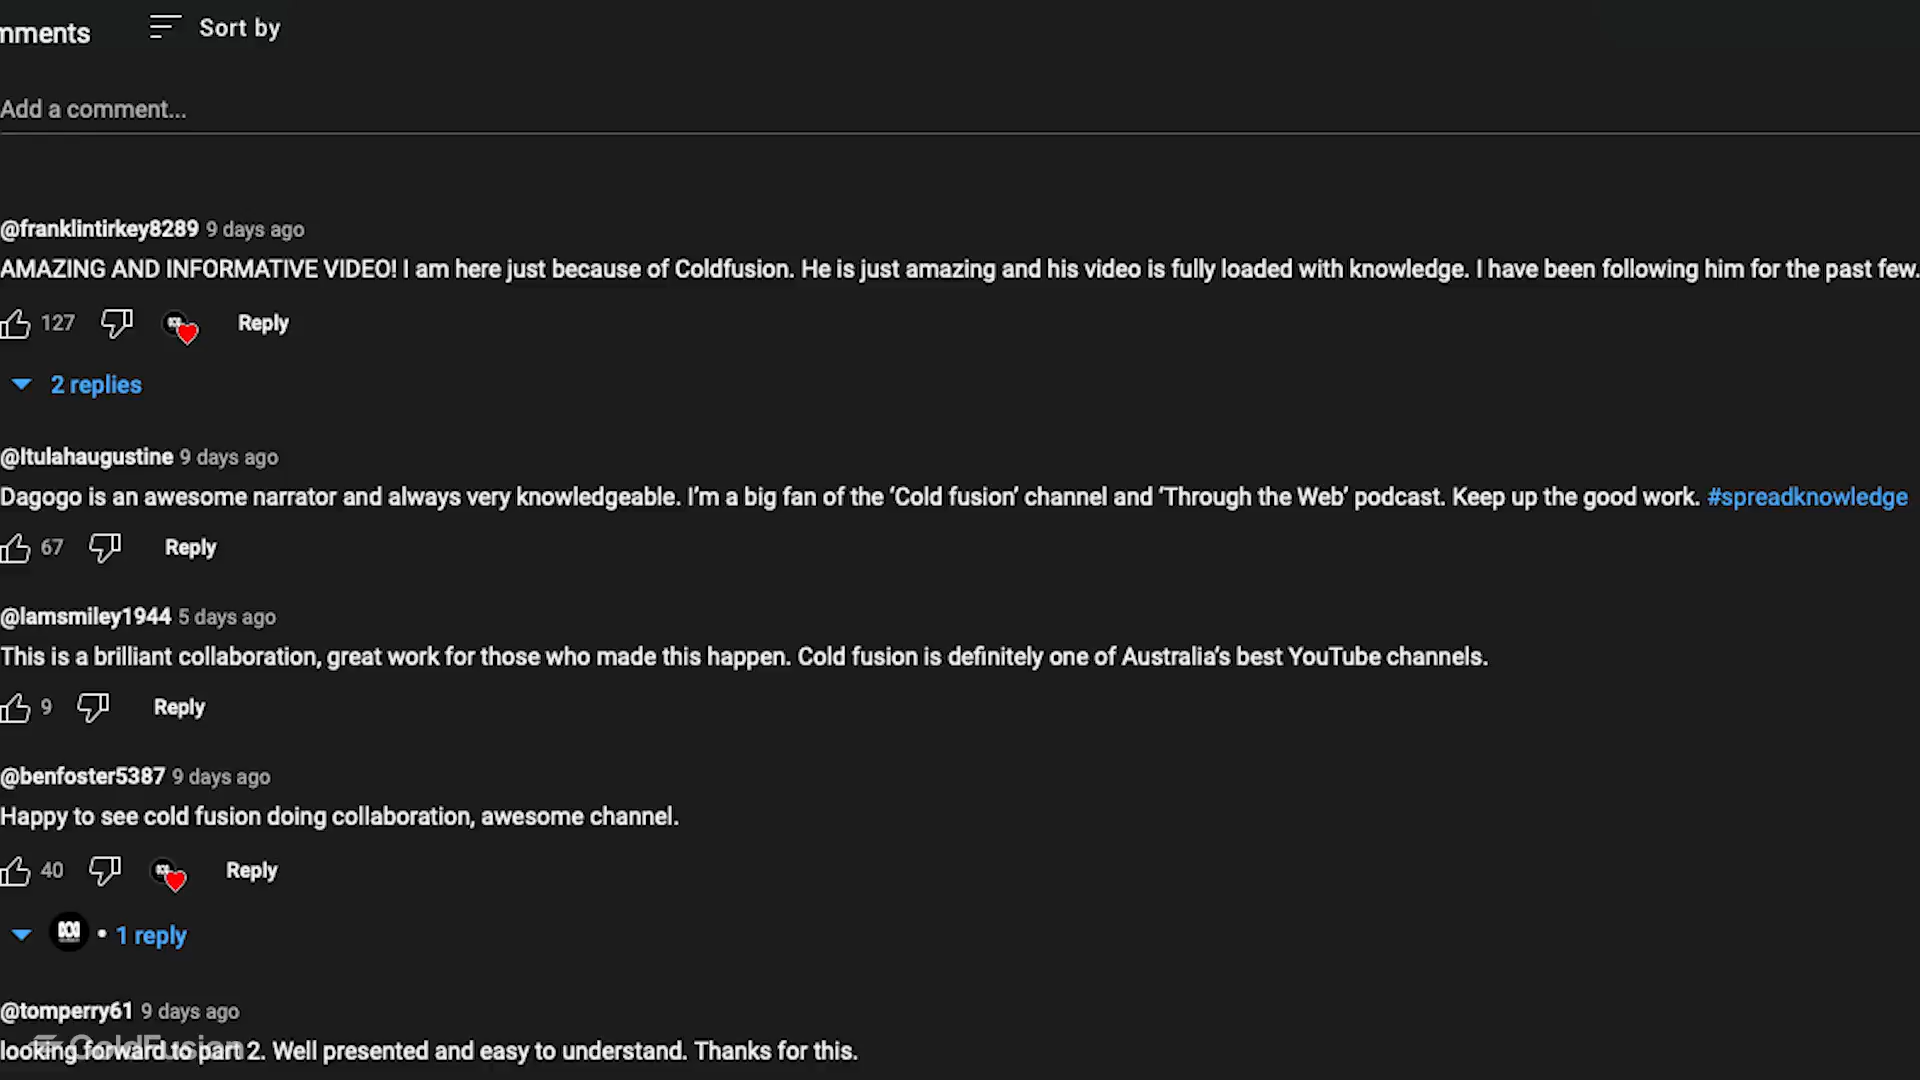 mments
Sort by
Add a comment...
@franklintirkey8289 9 days ago
AMAZING AND INFORMATIVE VIDEO! I am here just because of Coldfusion. He is just amazing and his video is fully loaded with knowledge. I have been following him for the past few.
127 Reply
2 replies
@Itulahaugustine 9 days ago
Dagogo is an awesome narrator and always very knowledgeable. I’m a big fan of the ‘Cold fusion’ channel and ‘Through the Web’ podcast. Keep up the good work. #spreadknowledge
67 Reply
@Iamsmiley1944 5 days ago
This is a brilliant collaboration, great work for those who made this happen. Cold fusion is definitely one of Australia’s best YouTube channels.
9 Reply
@benfoster5387 9 days ago
Happy to see cold fusion doing collaboration, awesome channel.
40 Reply
• 1 reply
@tomperry61 9 days ago
looking forward to part 2. Well presented and easy to understand. Thanks for this.
ColdFusion